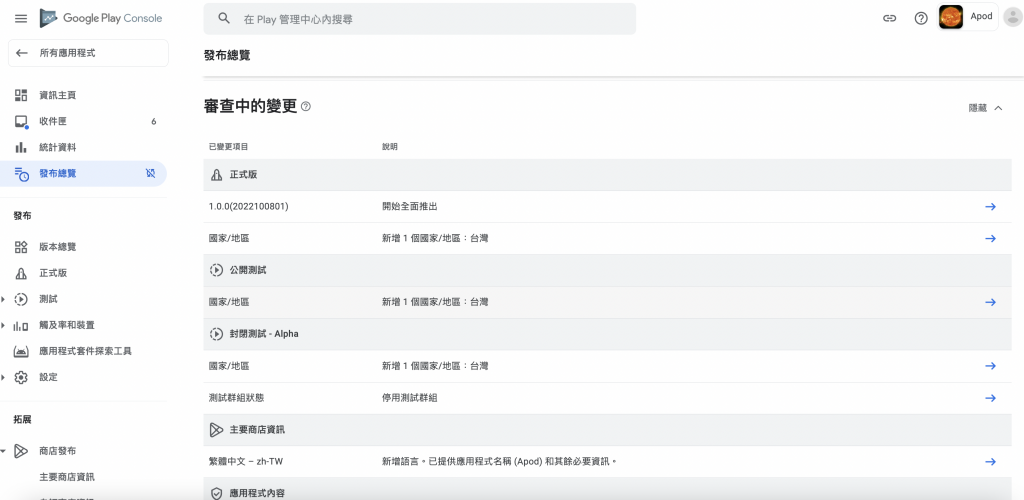 Google Play Console
在 Play 管理中心內搜尋
Apod
所有應用程式
資訊主頁
收件匣 6
統計資料
發布總覽
發布
版本總覽
正式版
測試
觸及率和裝置
應用程式套件探索工具
設定
拓展
商店發布
主要商店資訊
發布總覽
審查中的變更
隱藏
已變更項目 說明
正式版
1.0.0(2022100801) 開始全面推出
國家/地區 新增 1 個國家/地區：台灣
公開測試
國家/地區 新增 1 個國家/地區：台灣
封閉測試 - Alpha
國家/地區 新增 1 個國家/地區：台灣
測試群組狀態 停用測試群組
主要商店資訊
繁體中文 – zh-TW 新增語言。已提供應用程式名稱 (Apod) 和其餘必要資訊。
應用程式內容